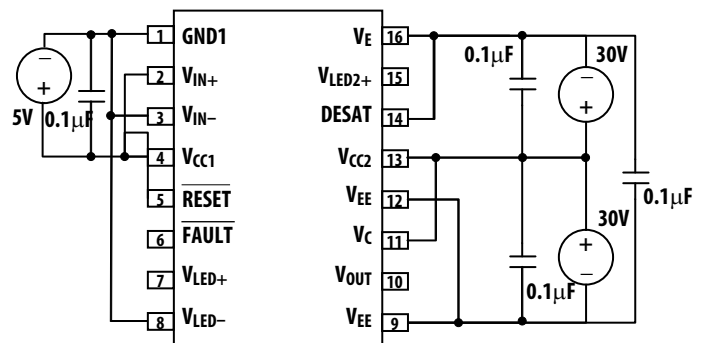 1 GND1
2 VIN+
3 VIN−
4 VCC1
5 RESET
6 FAULT
7 VLED+
8 VLED−
VE 16
VLED2+ 15
DESAT 14
VCC2 13
VEE 12
VC 11
VOUT 10
VEE 9
−
+
5V 0.1μF
0.1μF
30V
−
+
0.1μF
30V
+
−
0.1μF